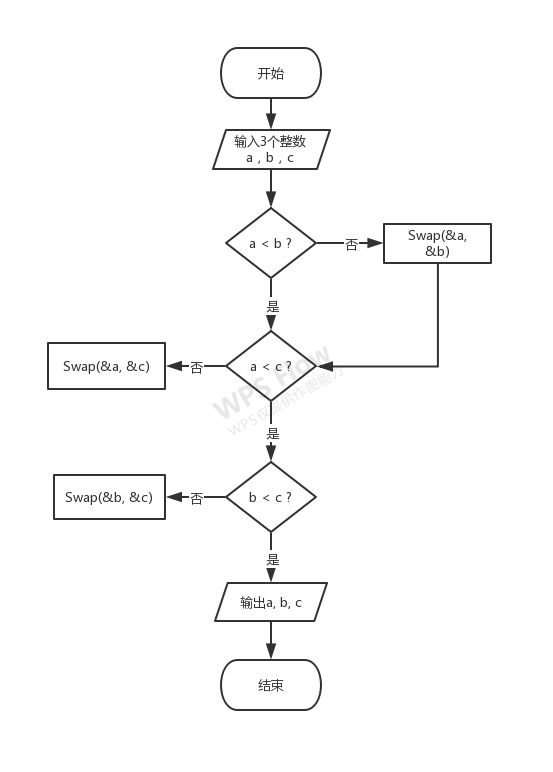 开始
输入3个整数
a , b , c
a < b ?
否
Swap(&a,
&b)
是
Swap(&a, &c)
否
a < c ?
WPS Flow
WPS仅提供作图能力
是
Swap(&b, &c)
否
b < c ?
是
输出a, b, c
结束